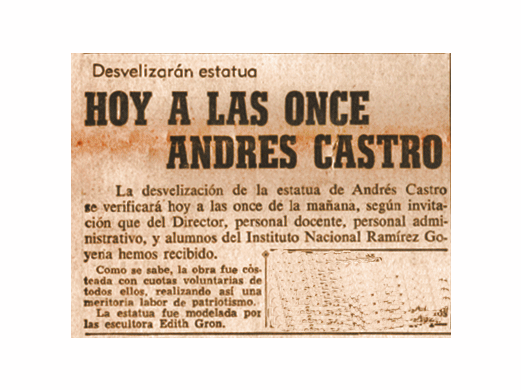 Desvelizarán estatua
HOY A LAS ONCE
ANDRES CASTRO
La desvelización de la estatua de Andrés Castro
se verificará hoy a las once de la mañana, según invita-
ción que del Director, personal docente, personal admi-
nistrativo, y alumnos del Instituto Nacional Ramírez Go-
yena hemos recibido.
Como se sabe, la obra fue cos-
teada con cuotas voluntarias de
todos ellos, realizando así una
meritoria labor de patriotismo.
La estatua fue modelada por
las escultora Edith Gron.